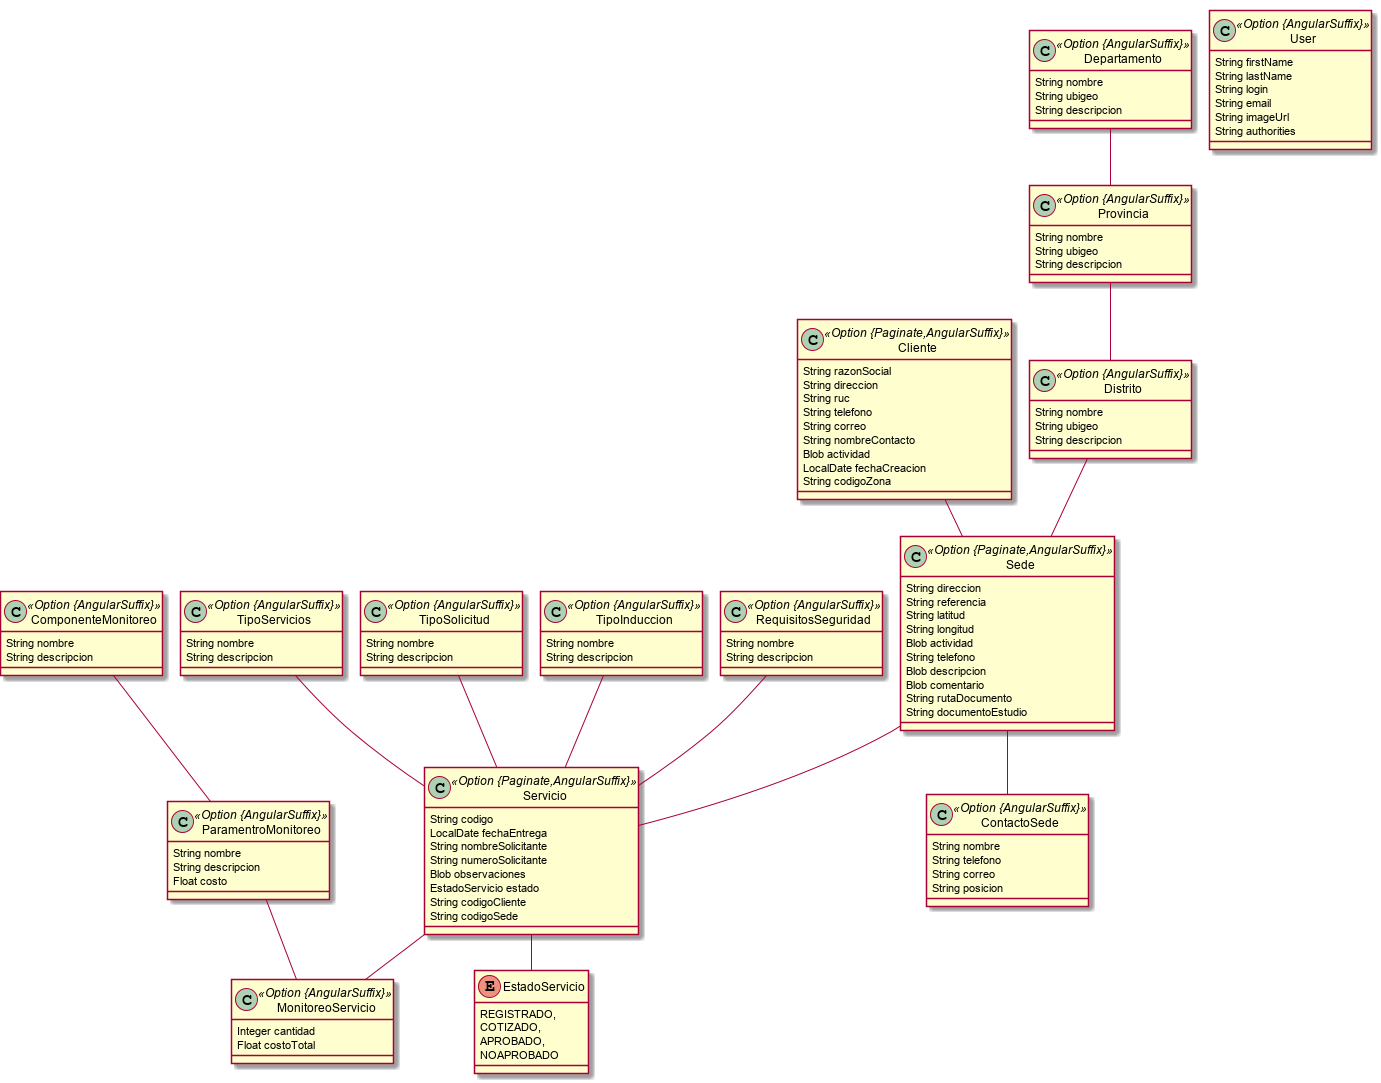 C «Option {AngularSuffix}»
Departamento
String nombre
String ubigeo
String descripcion
C «Option {AngularSuffix}»
User
String firstName
String lastName
String login
String email
String imageUrl
String authorities
C «Option {AngularSuffix}»
Provincia
String nombre
String ubigeo
String descripcion
C «Option {Paginate,AngularSuffix}»
Cliente
String razonSocial
String direccion
String ruc
String telefono
String correo
String nombreContacto
Blob actividad
LocalDate fechaCreacion
String codigoZona
C «Option {AngularSuffix}»
Distrito
String nombre
String ubigeo
String descripcion
C «Option {Paginate,AngularSuffix}»
Sede
String direccion
String referencia
String latitud
String longitud
Blob actividad
String telefono
Blob descripcion
Blob comentario
String rutaDocumento
String documentoEstudio
C «Option {AngularSuffix}»
ComponenteMonitoreo
String nombre
String descripcion
C «Option {AngularSuffix}»
TipoServicios
String nombre
String descripcion
C «Option {AngularSuffix}»
TipoSolicitud
String nombre
String descripcion
C «Option {AngularSuffix}»
TipoInduccion
String nombre
String descripcion
C «Option {AngularSuffix}»
RequisitosSeguridad
String nombre
String descripcion
C «Option {AngularSuffix}»
ParamentroMonitoreo
String nombre
String descripcion
Float costo
C «Option {Paginate,AngularSuffix}»
Servicio
String codigo
LocalDate fechaEntrega
String nombreSolicitante
String numeroSolicitante
Blob observaciones
EstadoServicio estado
String codigoCliente
String codigoSede
C «Option {AngularSuffix}»
ContactoSede
String nombre
String telefono
String correo
String posicion
C «Option {AngularSuffix}»
MonitoreoServicio
Integer cantidad
Float costoTotal
E EstadoServicio
REGISTRADO,
COTIZADO,
APROBADO,
NOAPROBADO